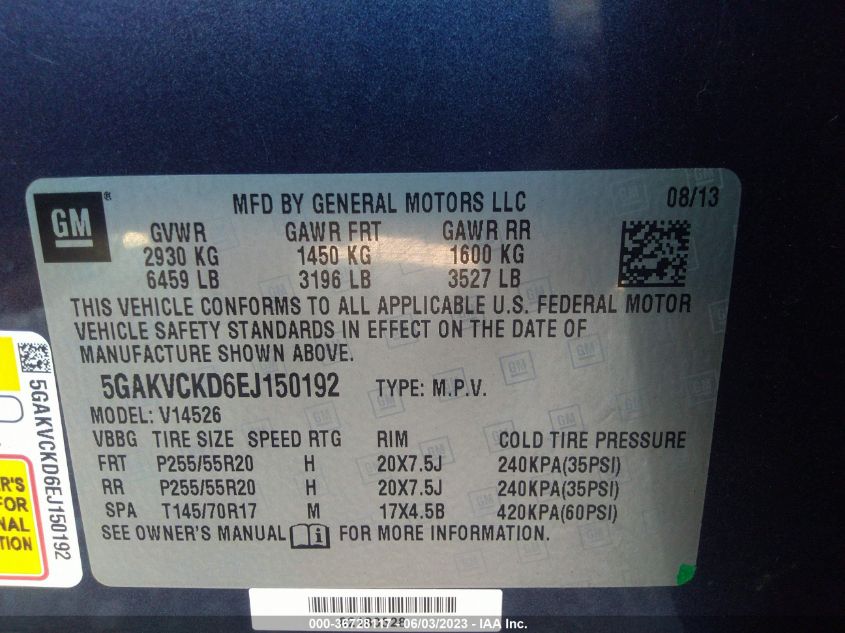 GM
®
MFD BY GENERAL MOTORS LLC
08/13
GVWR GAWR FRT GAWR RR
2930 KG 1450 KG 1600 KG
6459 LB 3196 LB 3527 LB
THIS VEHICLE CONFORMS TO ALL APPLICABLE U.S. FEDERAL MOTOR
VEHICLE SAFETY STANDARDS IN EFFECT ON THE DATE OF
MANUFACTURE SHOWN ABOVE.
5GAKVCKD6EJ150192 TYPE: M.P.V.
MODEL: V14526
VBBG TIRE SIZE SPEED RTG RIM COLD TIRE PRESSURE
FRT P255/55R20 H 20X7.5J 240KPA(35PSI)
RR P255/55R20 H 20X7.5J 240KPA(35PSI)
SPA T145/70R17 M 17X4.5B 420KPA(60PSI)
SEE OWNER'S MANUAL FOR MORE INFORMATION.
5GAKVCKD6EJ150192
ER'S
FOR
NAL
TION
000-36728117 06/03/2023 IAA Inc.